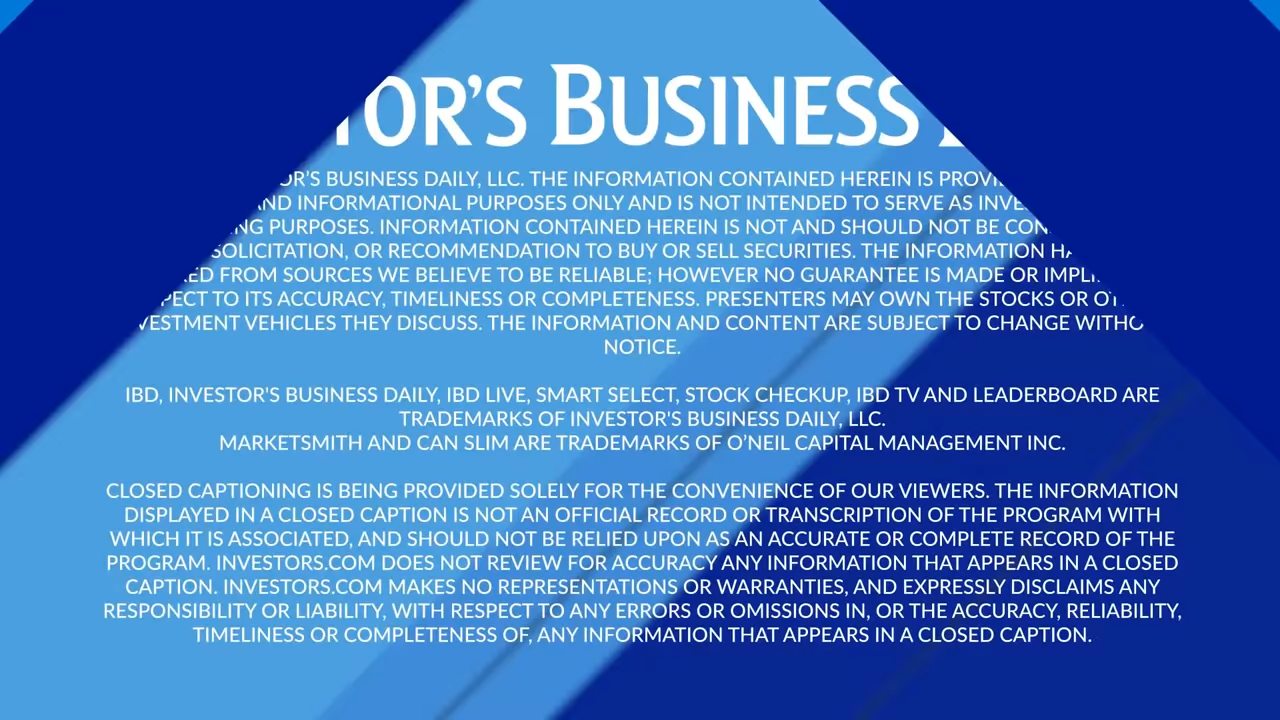 OR'S BUSINESS
OR'S BUSINESS DAILY, LLC. THE INFORMATION CONTAINED HEREIN IS
AND INFORMATIONAL PURPOSES ONLY AND IS NOT INTENDED TO SERVE AS
PURPOSES. INFORMATION CONTAINED HEREIN IS NOT AND SHOULD NOT BE
SOLICITATION, OR RECOMMENDATION TO BUY OR SELL SECURITIES. THE INFORMATION
FROM SOURCES WE BELIEVE TO BE RELIABLE; HOWEVER NO GUARANTEE IS MADE OR
TO ITS ACCURACY, TIMELINESS OR COMPLETENESS. PRESENTERS MAY OWN THE STOCKS OR
VESTMENT VEHICLES THEY DISCUSS. THE INFORMATION AND CONTENT ARE SUBJECT TO CHANGE
NOTICE.
IBD, INVESTOR'S BUSINESS DAILY, IBD LIVE, SMART SELECT, STOCK CHECKUP, IBD TV AND LEADERBOARD ARE
TRADEMARKS OF INVESTOR'S BUSINESS DAILY, LLC.
MARKETSMITH AND CAN SLIM ARE TRADEMARKS OF O’NEIL CAPITAL MANAGEMENT INC.
CLOSED CAPTIONING IS BEING PROVIDED SOLELY FOR THE CONVENIENCE OF OUR VIEWERS. THE INFORMATION
DISPLAYED IN A CLOSED CAPTION IS NOT AN OFFICIAL RECORD OR TRANSCRIPTION OF THE PROGRAM WITH
WHICH IT IS ASSOCIATED, AND SHOULD NOT BE RELIED UPON AS AN ACCURATE OR COMPLETE RECORD OF THE
PROGRAM. INVESTORS.COM DOES NOT REVIEW FOR ACCURACY ANY INFORMATION THAT APPEARS IN A CLOSED
CAPTION. INVESTORS.COM MAKES NO REPRESENTATIONS OR WARRANTIES, AND EXPRESSLY DISCLAIMS ANY
RESPONSIBILITY OR LIABILITY, WITH RESPECT TO ANY ERRORS OR OMISSIONS IN, OR THE ACCURACY, RELIABILITY,
TIMELINESS OR COMPLETENESS OF, ANY INFORMATION THAT APPEARS IN A CLOSED CAPTION.